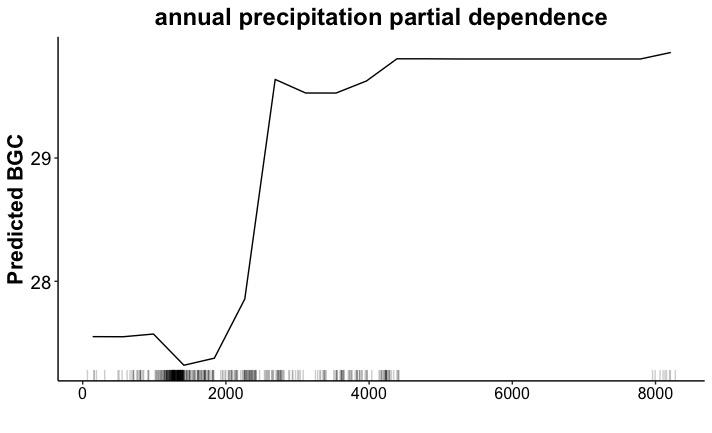 annual precipitation partial dependence
Predicted BGC
29
28
0 2000 4000 6000 8000